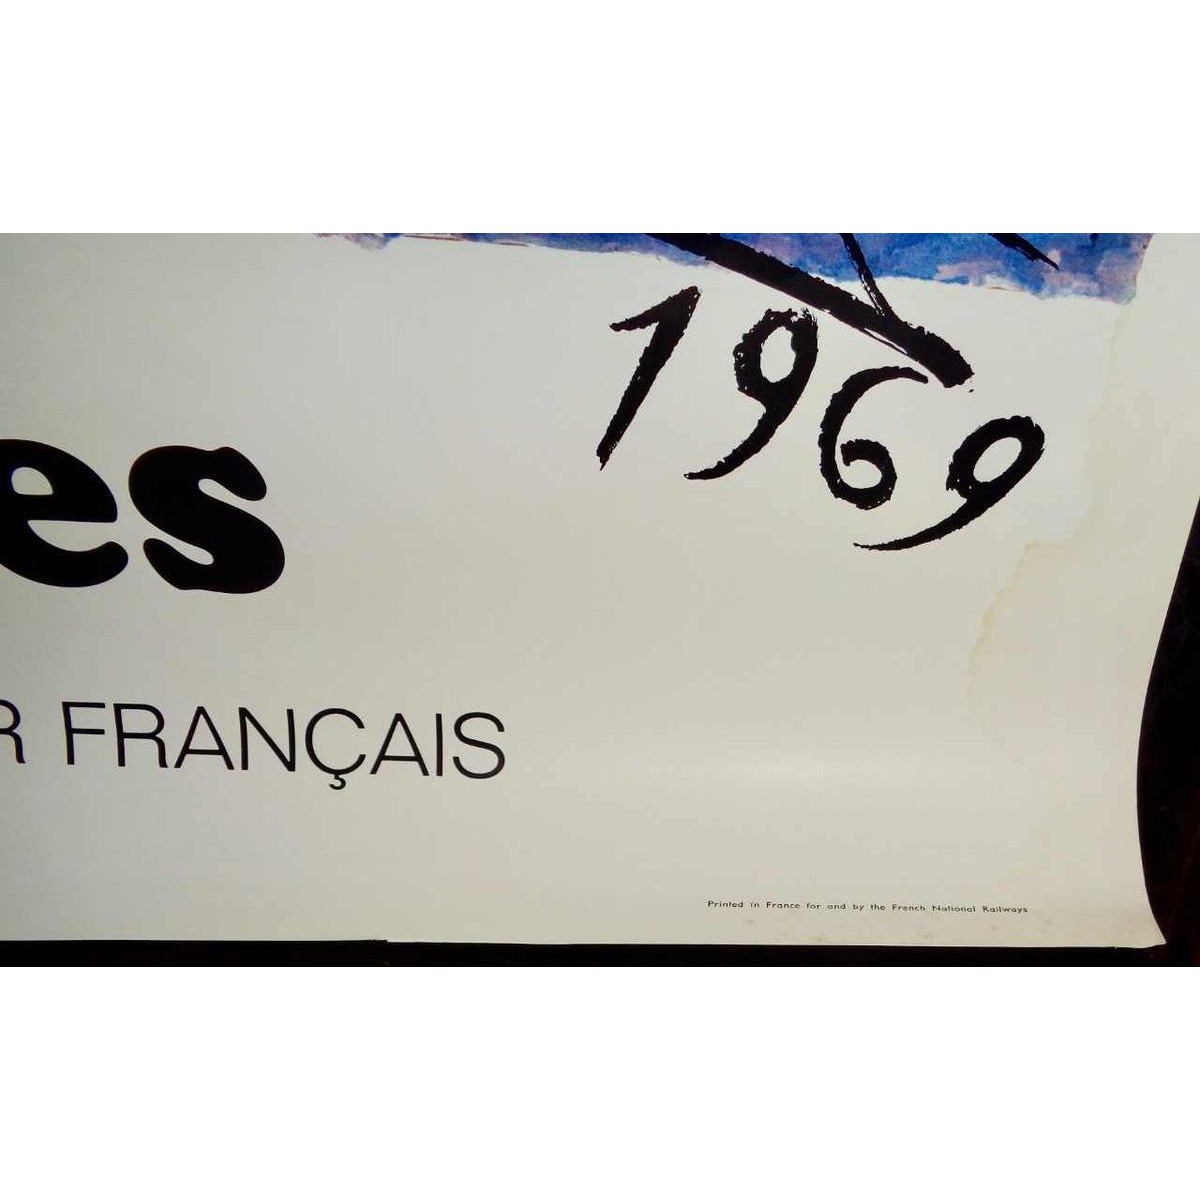 1969
es
R FRANÇAIS
Printed in France for and by the French National Railways